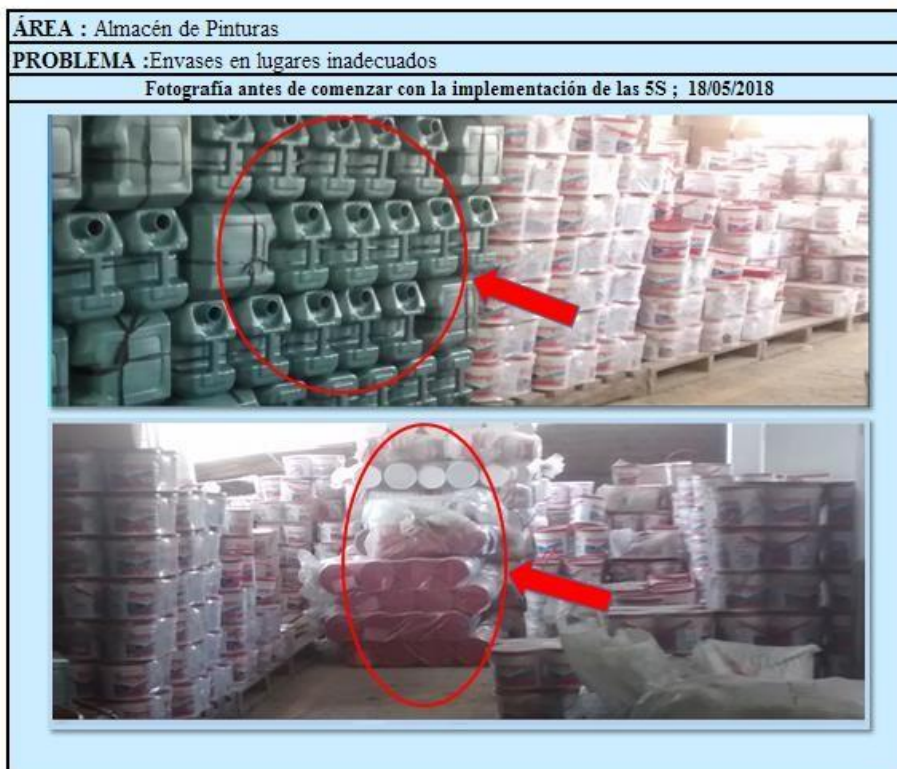 ÁREA : Almacén de Pinturas
PROBLEMA :Envases en lugares inadecuados
Fotografía antes de comenzar con la implementación de las 5S ; 18/05/2018